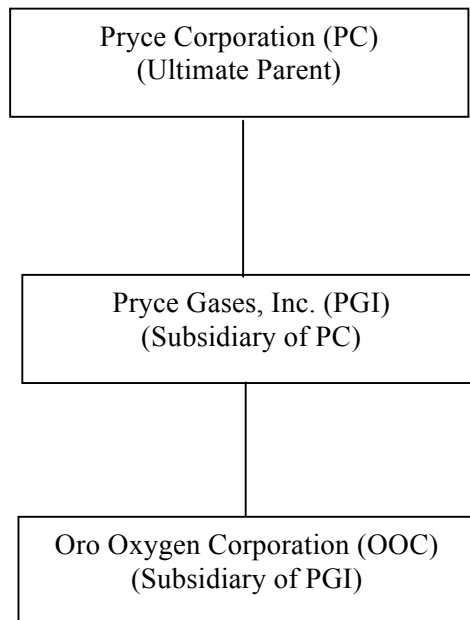 Pryce Corporation (PC)
(Ultimate Parent)
Pryce Gases, Inc. (PGI)
(Subsidiary of PC)
Oro Oxygen Corporation (OOC)
(Subsidiary of PGI)